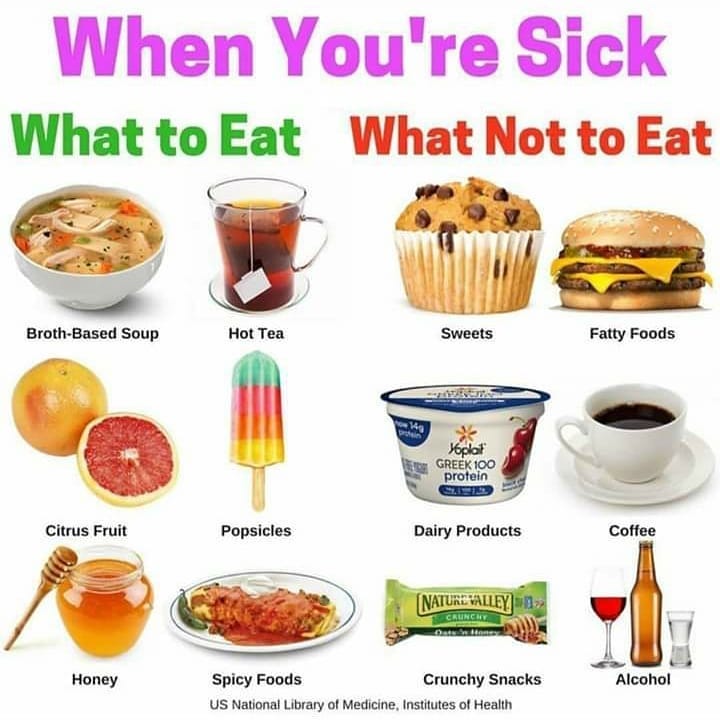 When You're Sick
What to Eat
What Not to Eat
Broth-Based Soup
Hot Tea
Sweets
Fatty Foods
now 14g
protein
Yoplait
GREEK 100
protein
Citrus Fruit
Popsicles
Dairy Products
Coffee
NATURE VALLEY
CRUNCHY
Oats 'n Honey
Honey
Spicy Foods
Crunchy Snacks
Alcohol
US National Library of Medicine, Institutes of Health